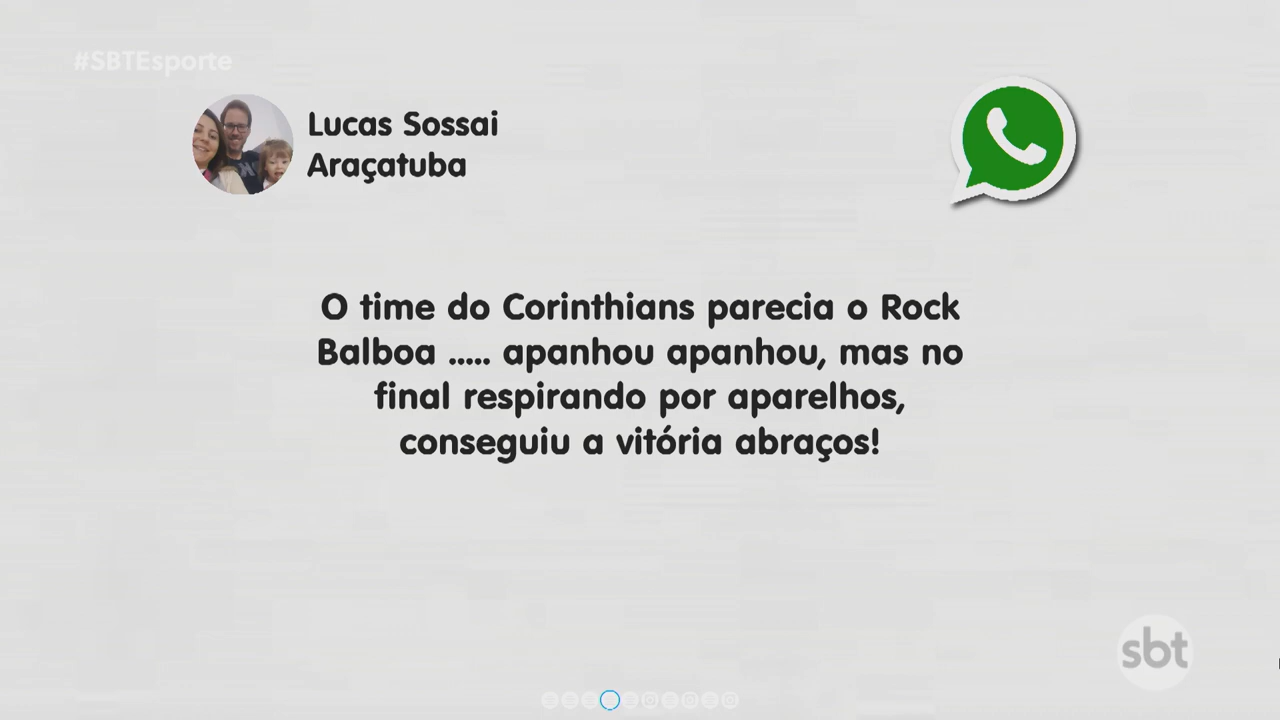 #SBTEsporte
Lucas Sossai
Araçatuba
O time do Corinthians parecia o Rock
Balboa ..... apanhou apanhou, mas no
final respirando por aparelhos,
conseguiu a vitória abraços!
sbt